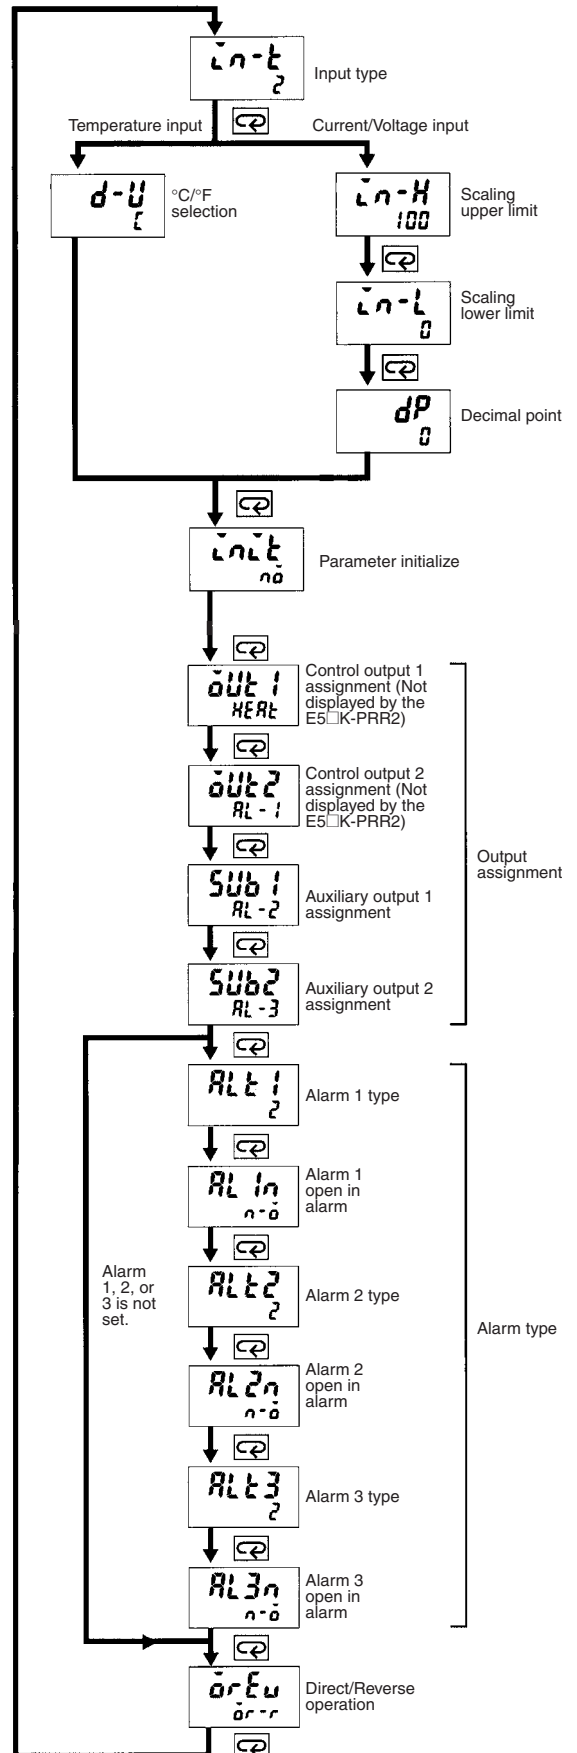 in-t
2
Input type
Temperature input
Current/Voltage input
d-U
C
°C/°F
selection
in-H
100
Scaling
upper limit
in-L
0
Scaling
lower limit
dP
0
Decimal point
init
no
Parameter initialize
oUt1
HEAt
Control output 1
assignment (Not
displayed by the
E5□K-PRR2)
oUt2
AL-1
Control output 2
assignment (Not
displayed by the
E5□K-PRR2)
SUb1
AL-2
Auxiliary output 1
assignment
SUb2
AL-3
Auxiliary output 2
assignment
Output
assignment
ALt1
2
Alarm 1 type
AL1n
n-o
Alarm 1
open in
alarm
Alarm
1, 2, or
3 is not
set.
ALt2
2
Alarm 2 type
Alarm type
AL2n
n-o
Alarm 2
open in
alarm
ALt3
2
Alarm 3 type
AL3n
n-o
Alarm 3
open in
alarm
orEv
or-r
Direct/Reverse
operation